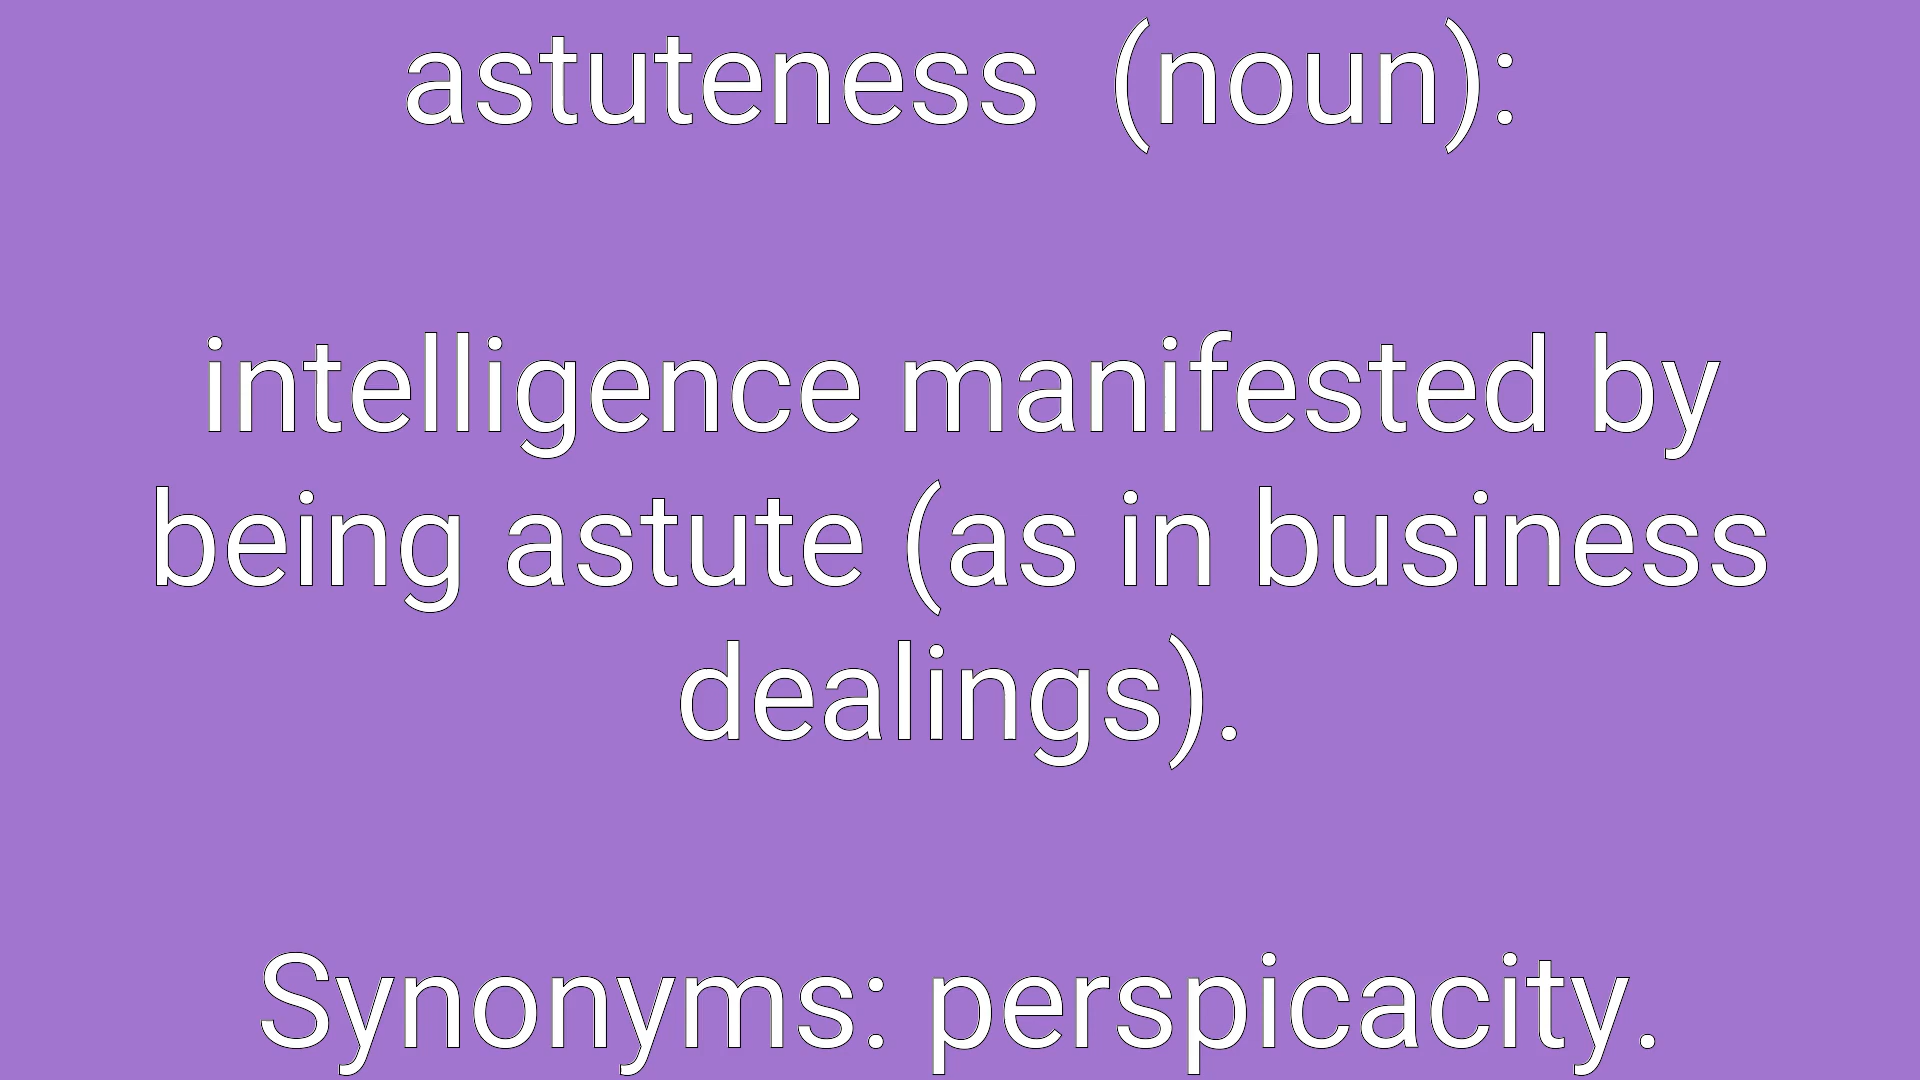 astuteness  (noun):
intelligence manifested by
being astute (as in business
dealings).
Synonyms: perspicacity.